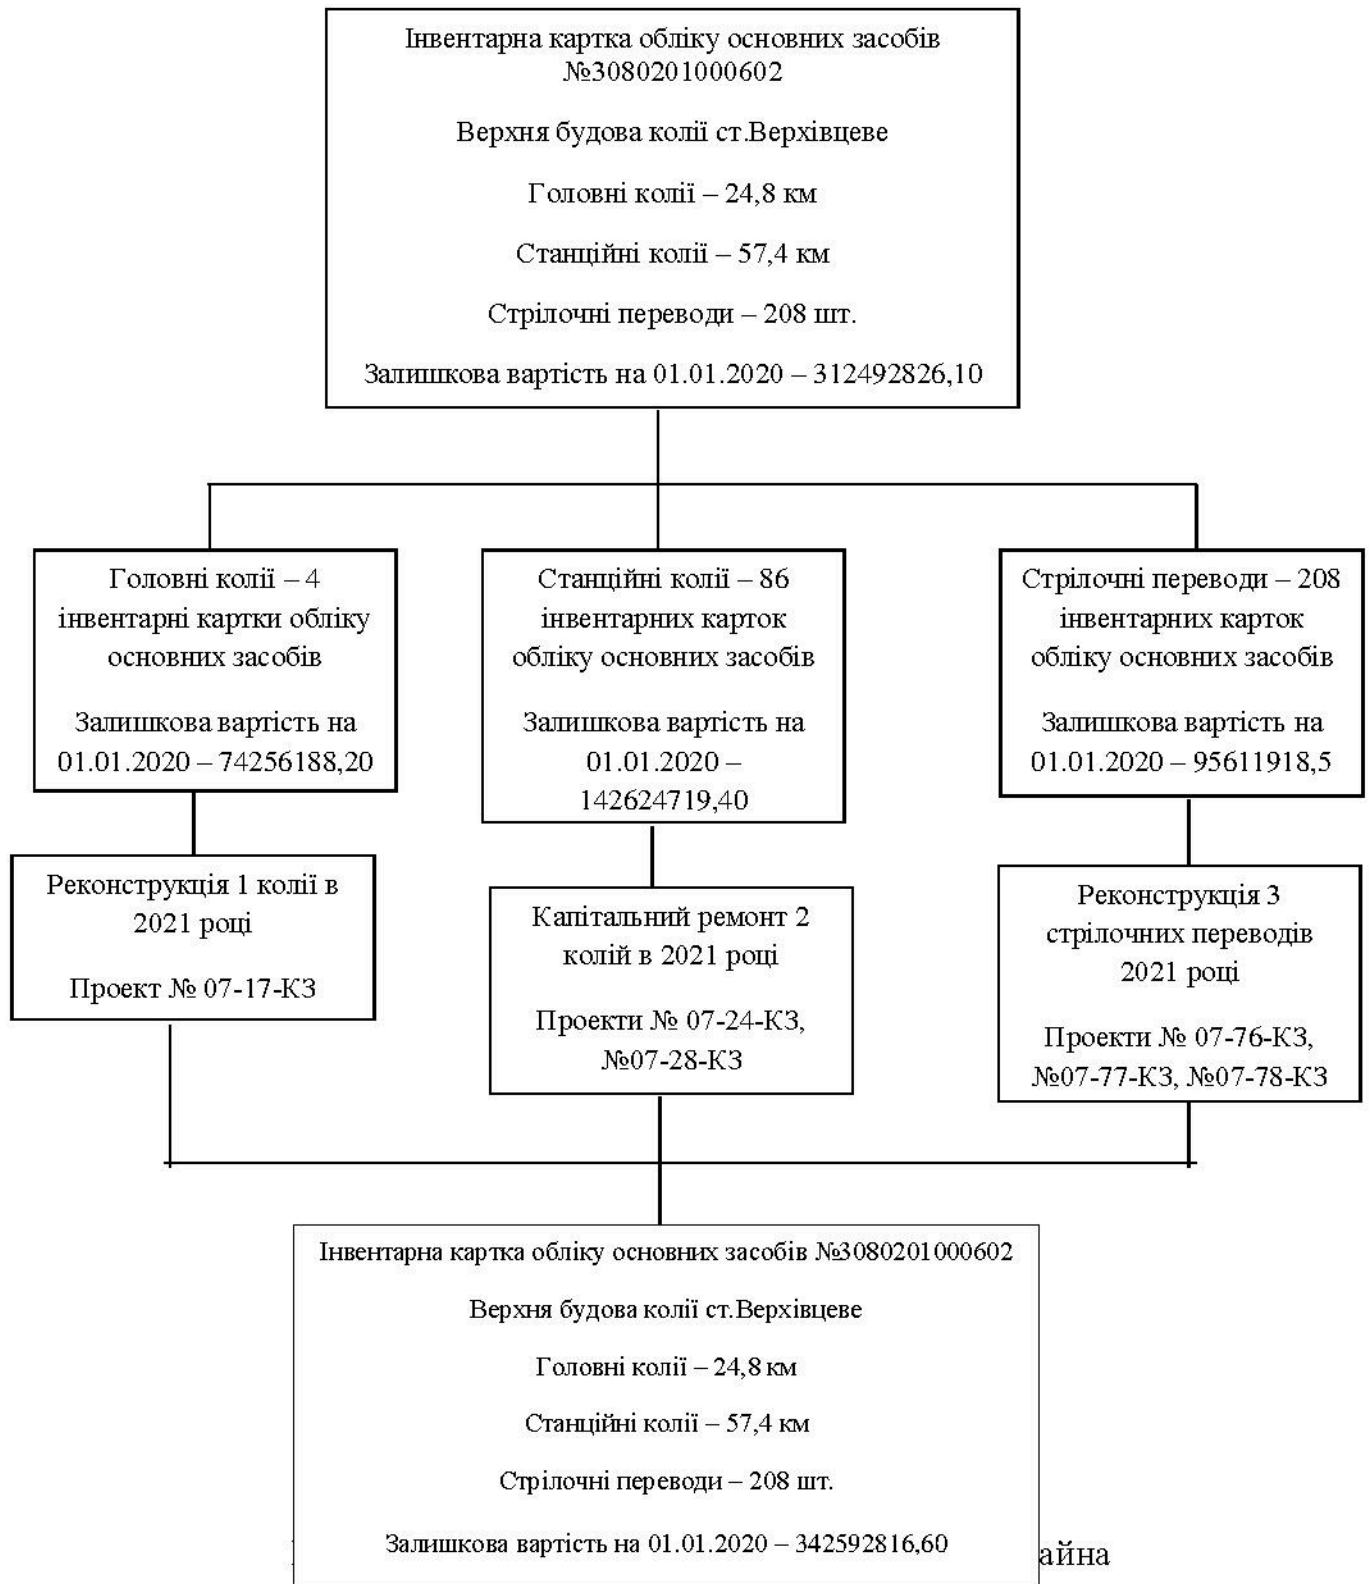 Інвентарна картка обліку основних засобів
№3080201000602
Верхня будова колії ст.Верхівцеве
Головні колії – 24,8 км
Станційні колії – 57,4 км
Стрілочні переводи – 208 шт.
Залишкова вартість на 01.01.2020 – 312492826,10
Головні колії – 4
інвентарні картки обліку
основних засобів
Залишкова вартість на
01.01.2020 – 74256188,20
Станційні колії – 86
інвентарних карток
обліку основних засобів
Залишкова вартість на
01.01.2020 –
142624719,40
Стрілочні переводи – 208
інвентарних карток
обліку основних засобів
Залишкова вартість на
01.01.2020 – 95611918,5
Реконструкція 1 колії в
2021 році
Проект № 07-17-КЗ
Капітальний ремонт 2
колій в 2021 році
Проекти № 07-24-КЗ,
№07-28-КЗ
Реконструкція 3
стрілочних переводів
2021 році
Проекти № 07-76-КЗ,
№07-77-КЗ, №07-78-КЗ
Інвентарна картка обліку основних засобів №3080201000602
Верхня будова колії ст.Верхівцеве
Головні колії – 24,8 км
Станційні колії – 57,4 км
Стрілочні переводи – 208 шт.
Залишкова вартість на 01.01.2020 – 342592816,60
айна